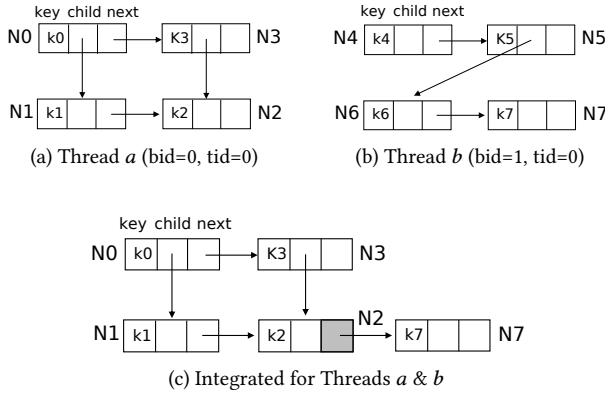 key child next
key child next
N0 k0 K3 N3
N4 k4 K5 N5
N1 k1 k2 N2
N6 k6 k7 N7
(a) Thread a (bid=0, tid=0)
(b) Thread b (bid=1, tid=0)
key child next
N0 k0 K3 N3
N2
N1 k1 k2 k7 N7
(c) Integrated for Threads a & b